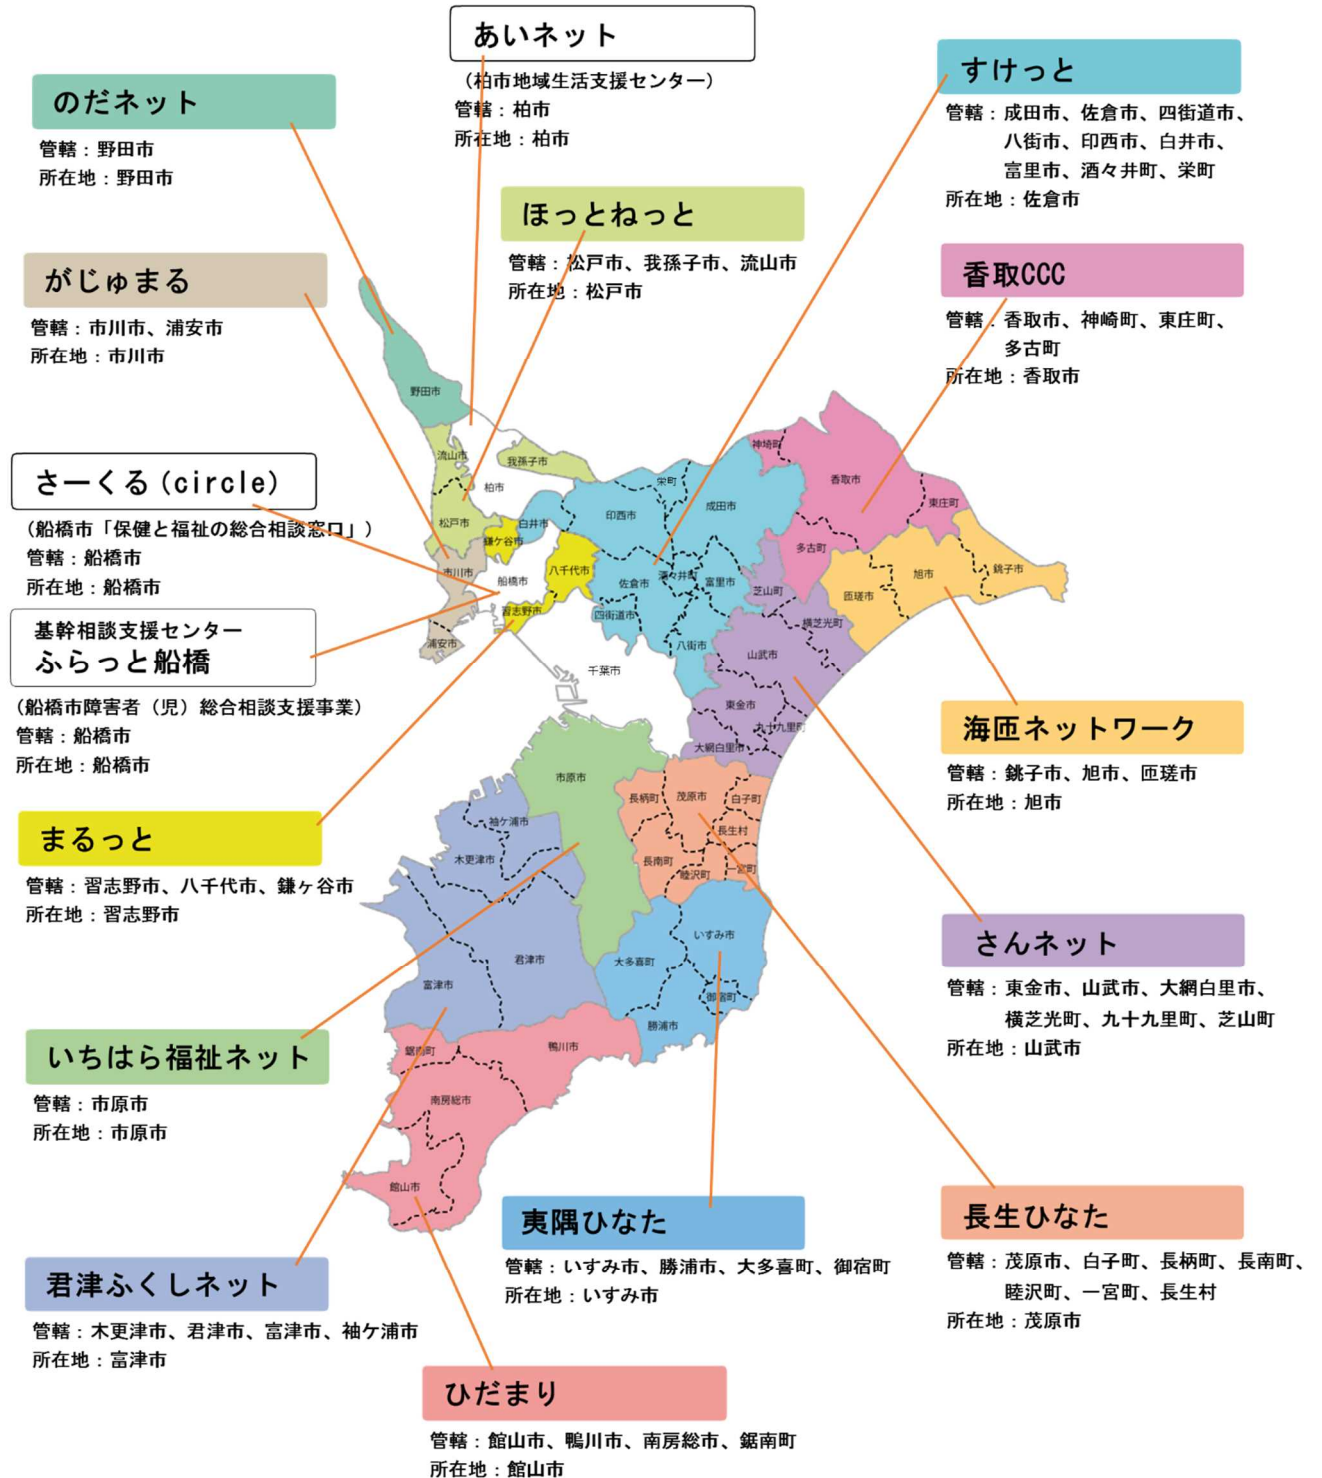 あいネット
（柏市地域生活支援センター）
管轄：柏市
所在地：柏市
のだネット
管轄：野田市
所在地：野田市
すけっと
管轄：成田市、佐倉市、四街道市、
八街市、印西市、白井市、
富里市、酒々井町、栄町
所在地：佐倉市
ほっとねっと
管轄：松戸市、我孫子市、流山市
所在地：松戸市
がじゅまる
管轄：市川市、浦安市
所在地：市川市
香取CCC
管轄：香取市、神崎町、東庄町、
多古町
所在地：香取市
さーくる（circle）
（船橋市「保健と福祉の総合相談窓口」）
管轄：船橋市
所在地：船橋市
基幹相談支援センター
ふらっと船橋
（船橋市障害者（児）総合相談支援事業）
管轄：船橋市
所在地：船橋市
まるっと
管轄：習志野市、八千代市、鎌ヶ谷市
所在地：習志野市
いちはら福祉ネット
管轄：市原市
所在地：市原市
君津ふくしネット
管轄：木更津市、君津市、富津市、袖ケ浦市
所在地：富津市
野田市
流山市
我孫子市
柏市
松戸市
鎌ケ谷市
白井市
印西市
栄町
成田市
神埼町
香取市
東庄町
多古町
市川市
船橋市
八千代市
習志野市
浦安市
佐倉市
酒々井町
富里市
四街道市
八街市
千葉市
芝山町
横芝光町
匝瑳市
旭市
銚子市
山武市
東金市
九十九里町
大網白里市
市原市
長柄町
茂原市
白子町
長生村
長南町
睦沢町
一宮町
袖ケ浦市
木更津市
君津市
富津市
大多喜町
いすみ市
御宿町
勝浦市
鋸南町
鴨川市
南房総市
館山市
海匝ネットワーク
管轄：銚子市、旭市、匝瑳市
所在地：旭市
さんネット
管轄：東金市、山武市、大網白里市、
横芝光町、九十九里町、芝山町
所在地：山武市
夷隅ひなた
管轄：いすみ市、勝浦市、大多喜町、御宿町
所在地：いすみ市
長生ひなた
管轄：茂原市、白子町、長柄町、長南町、
睦沢町、一宮町、長生村
所在地：茂原市
ひだまり
管轄：館山市、鴨川市、南房総市、鋸南町
所在地：館山市